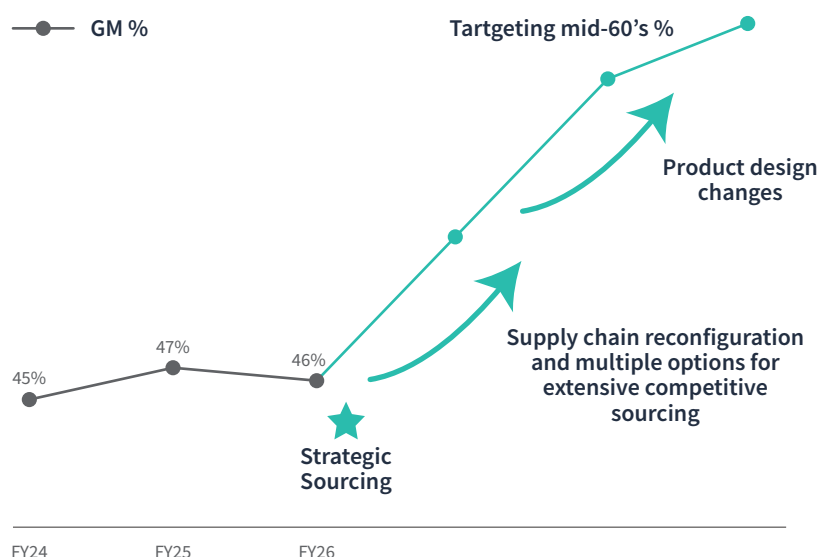 GM %
Tartgeting mid-60’s %
Product design
changes
Supply chain reconfiguration
and multiple options for
extensive competitive
sourcing
45%
47%
46%
Strategic
Sourcing
FY24
FY25
FY26